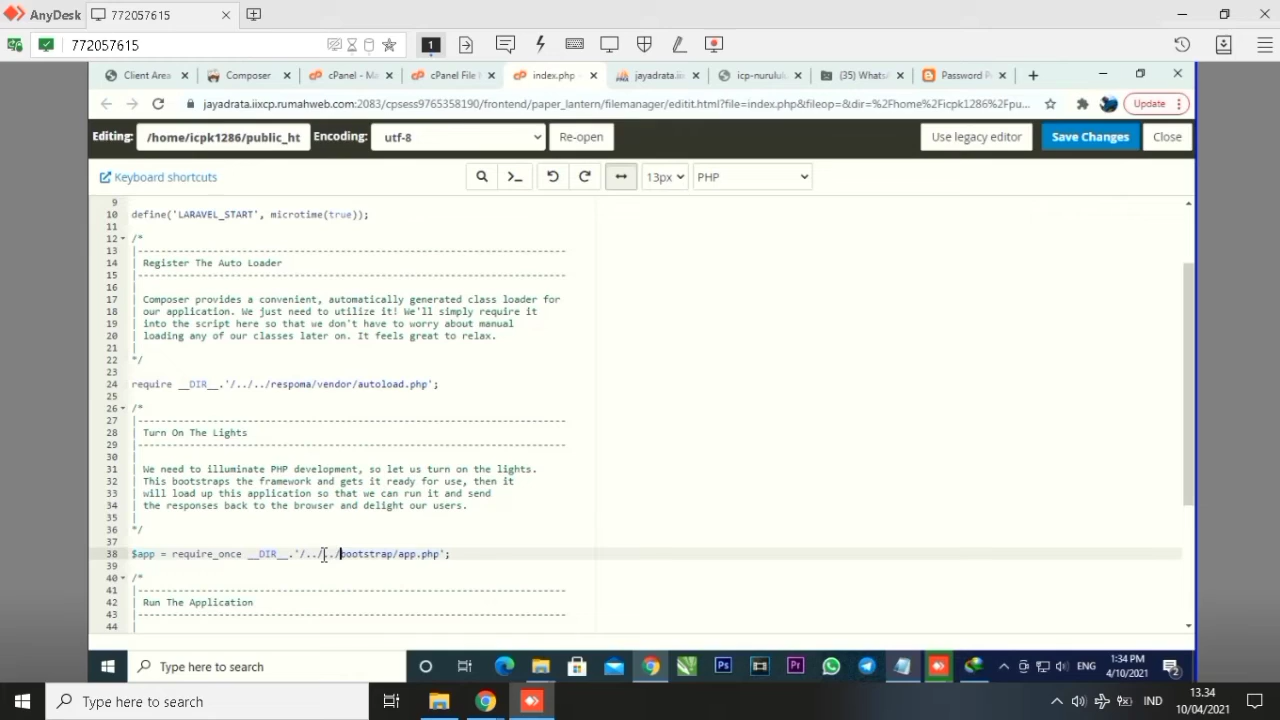 AnyDesk
772057615
772057615
1
Client Area
Composer
cPanel - Ma
cPanel File M
index.php
jayadrata.ii
icp-nurulu
(35) Whats
Password P
jayadrata.iixcp.rumahweb.com:2083/cpsess9765358190/frontend/paper_lantern/filemanager/editit.html?file=index.php&fileop=&dir=%2Fhome%2Ficpk1286%2Fpu...
Update
Editing:
/home/icpk1286/public_ht
Encoding:
utf-8
Re-open
Use legacy editor
Save Changes
Close
Keyboard shortcuts
13px
PHP
9
10 define('LARAVEL_START', microtime(true));
11
12 /*
13 |--------------------------------------------------------------------------
14 | Register The Auto Loader
15 |--------------------------------------------------------------------------
16 |
17 | Composer provides a convenient, automatically generated class loader for
18 | our application. We just need to utilize it! We'll simply require it
19 | into the script here so that we don't have to worry about manual
20 | loading any of our classes later on. It feels great to relax.
21 |
22 */
23
24 require __DIR__.'/../../respoma/vendor/autoload.php';
25
26 /*
27 |--------------------------------------------------------------------------
28 | Turn On The Lights
29 |--------------------------------------------------------------------------
30 |
31 | We need to illuminate PHP development, so let us turn on the lights.
32 | This bootstraps the framework and gets it ready for use, then it
33 | will load up this application so that we can run it and send
34 | the responses back to the browser and delight our users.
35 |
36 */
37
38 $app = require_once __DIR__.'/../../bootstrap/app.php';
39
40 /*
41 |--------------------------------------------------------------------------
42 | Run The Application
43 |--------------------------------------------------------------------------
44 |
Type here to search
Ps
Pr
ENG
1:34 PM
4/10/2021
2
Type here to search
IND
13.34
10/04/2021